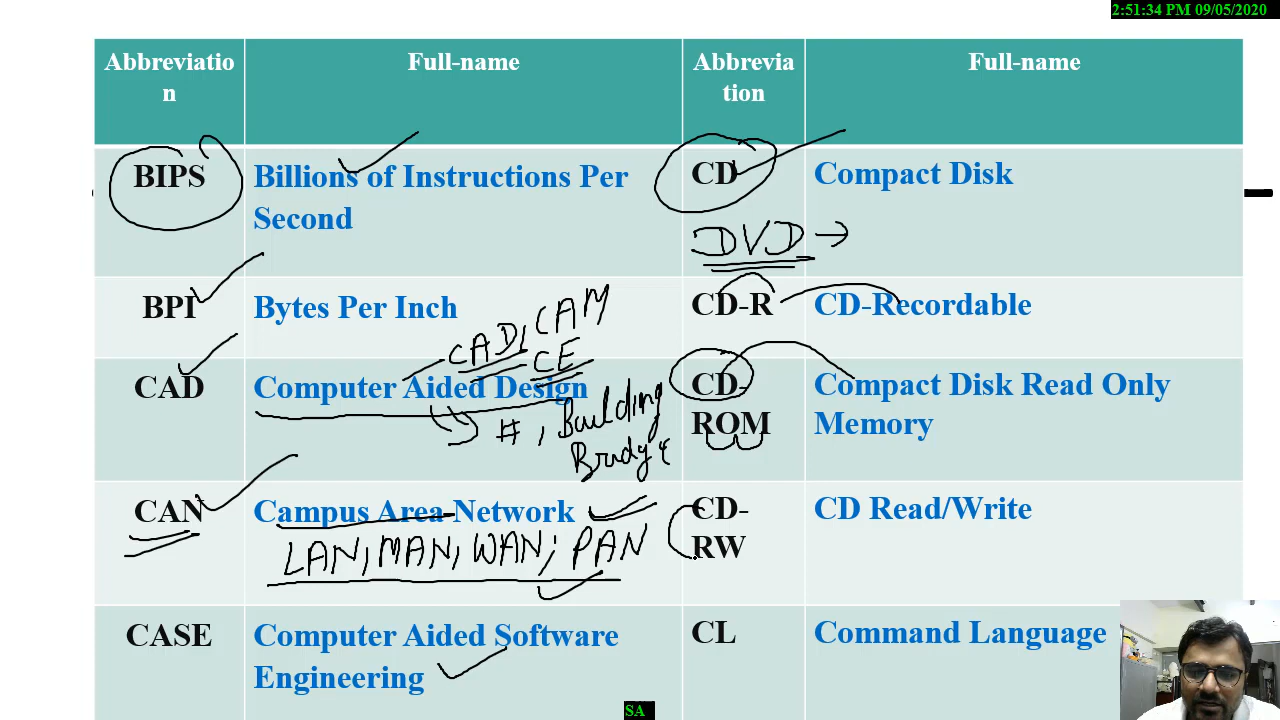 2:51:34 PM 09/05/2020
Abbreviatio
n
Full-name
Abbrevia
tion
Full-name
BIPS
Billions of Instructions Per
Second
CD
Compact Disk
DVD →
BPI
Bytes Per Inch
CD-R
CD-Recordable
CAD, CAM
CE
CAD
Computer Aided Design
#, Building
CD-
ROM
Compact Disk Read Only
Memory
CAN
Campus Area Network
LAN, MAN, WAN, PAN
CD-
RW
CD Read/Write
CASE
Computer Aided Software
Engineering
CL
Command Language
SA